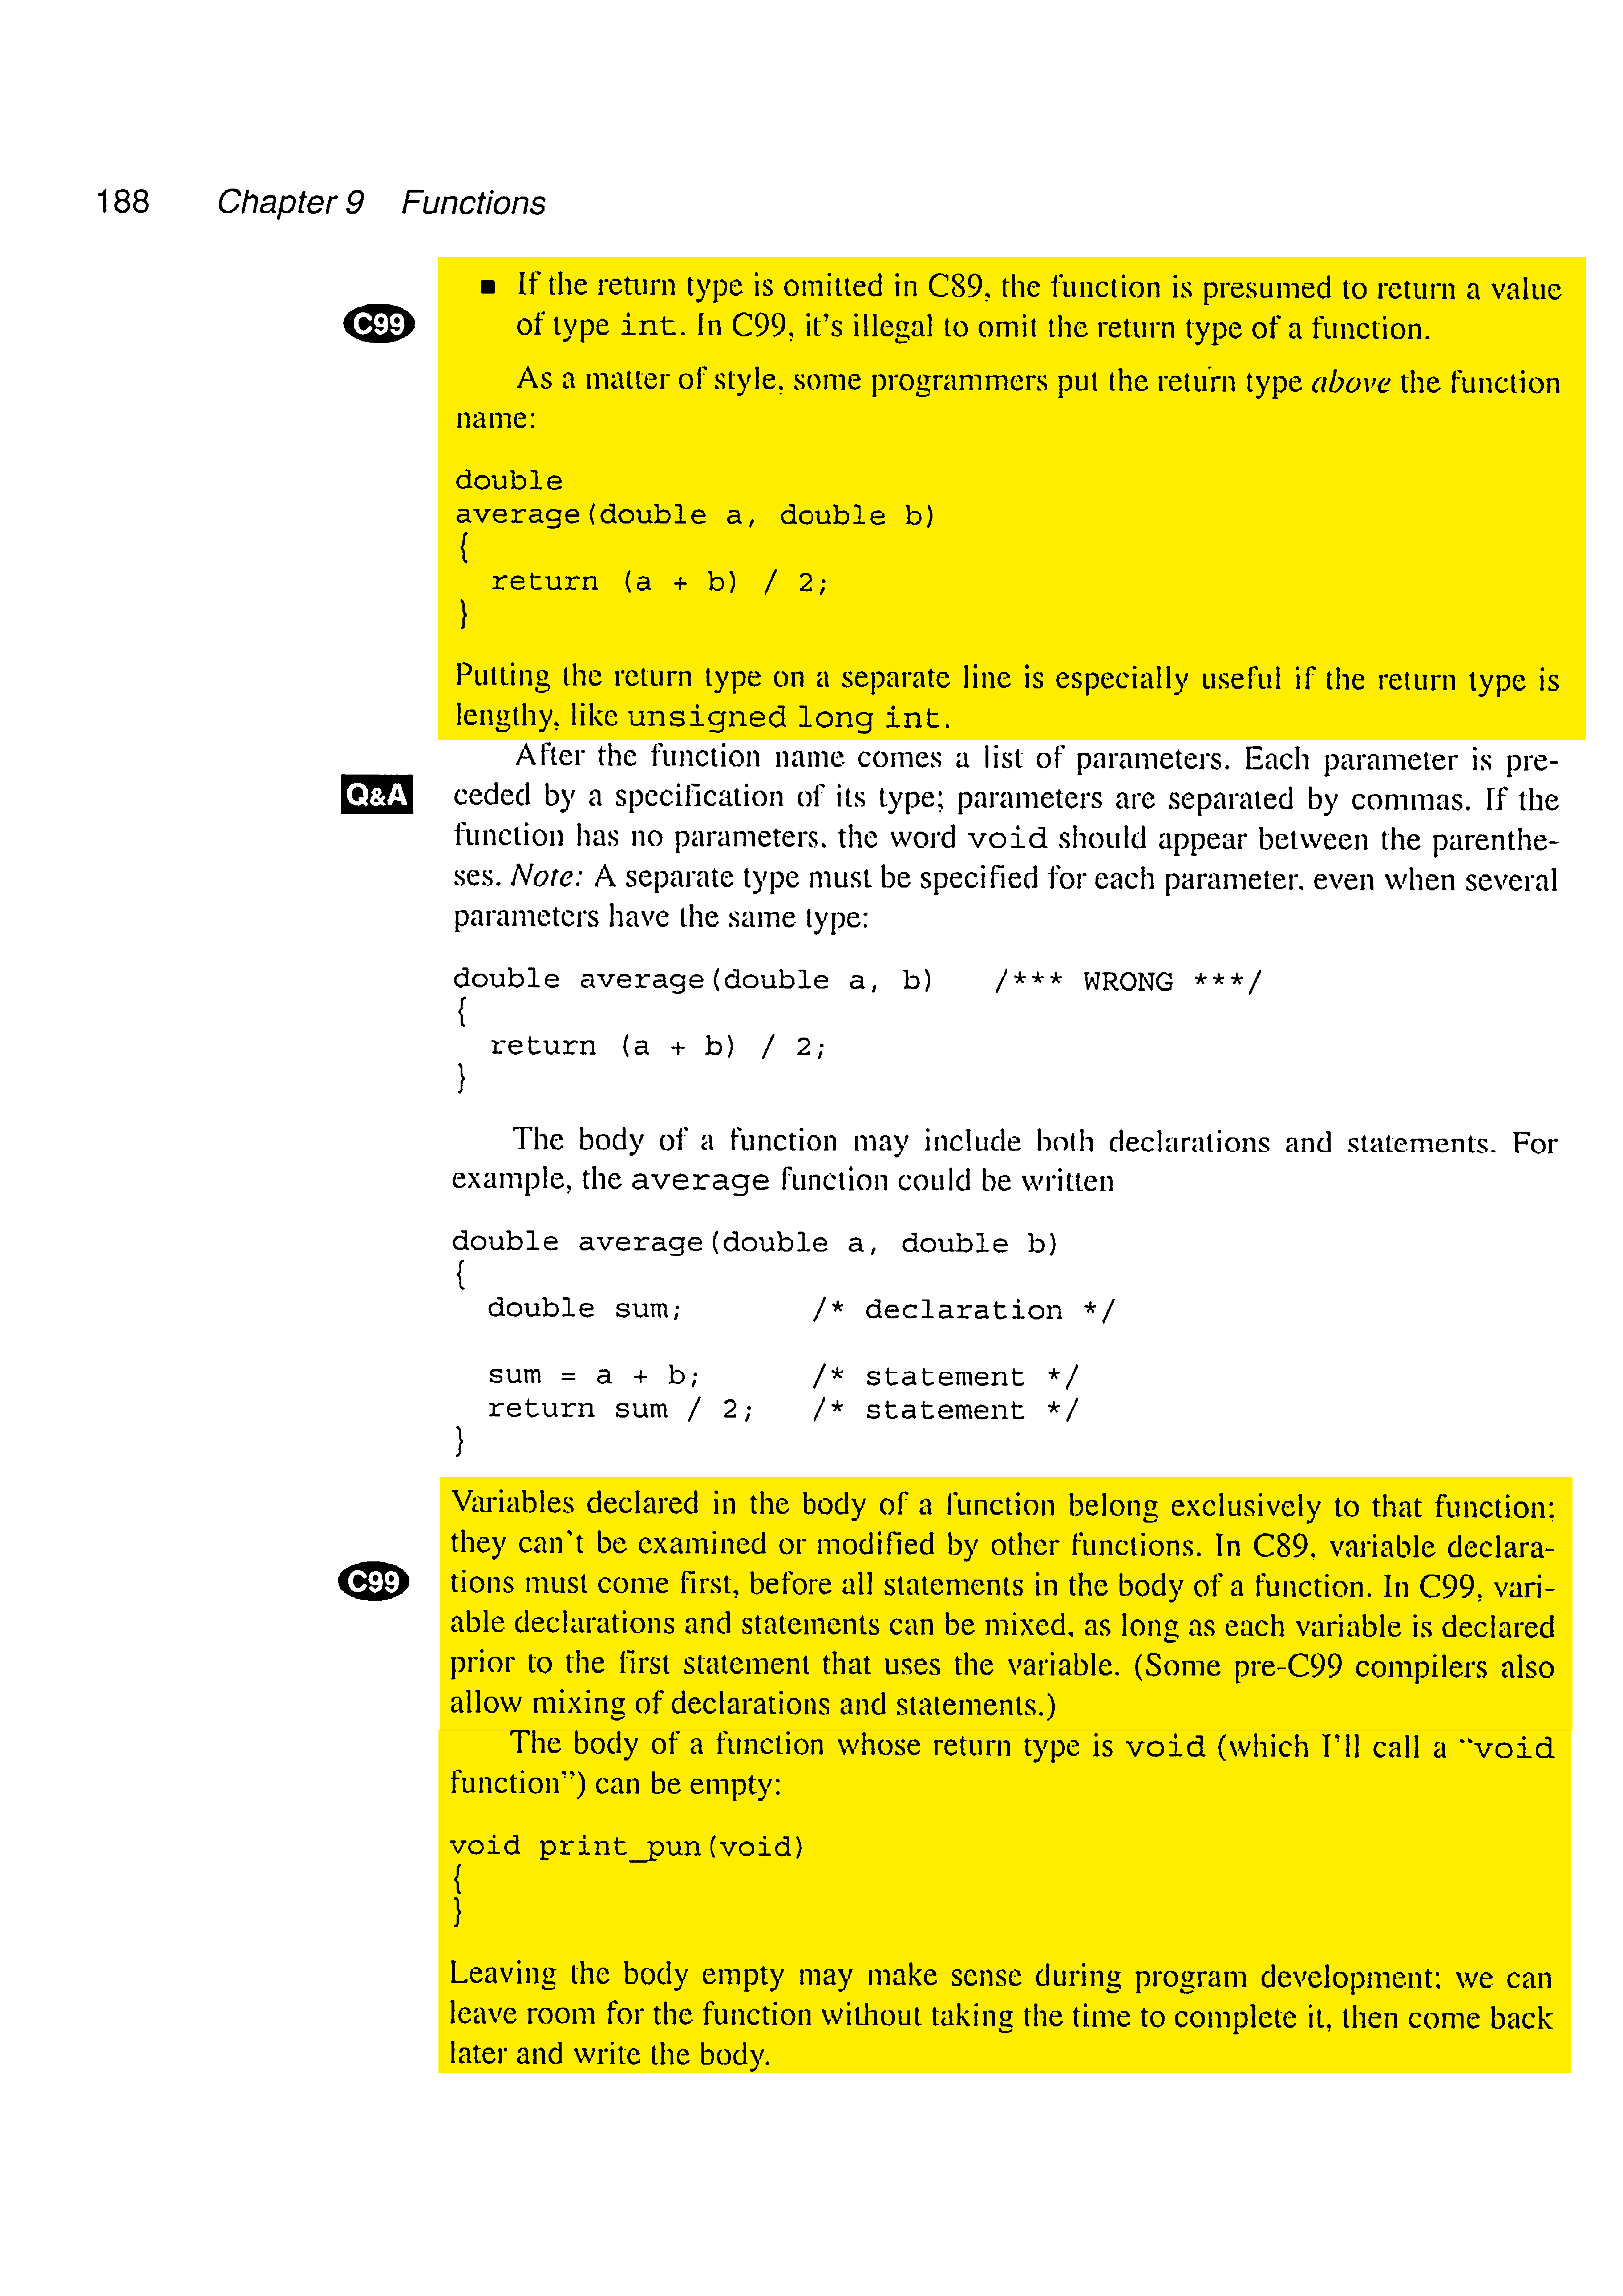 188 Chapter 9 Functions
■ If the return type is omitted in C89, the function is presumed to return a value
C99 of type int. In C99, it's illegal to omit the return type of a function.
As a matter of style, some programmers put the return type above the function
name:
double
average(double a, double b)
{
return (a + b) / 2;
}
Putting the return type on a separate line is especially useful if the return type is
lengthy, like unsigned long int.
After the function name comes a list of parameters. Each parameter is pre-
Q&A ceded by a specification of its type; parameters are separated by commas. If the
function has no parameters, the word void should appear between the parenthe-
ses. Note: A separate type must be specified for each parameter, even when several
parameters have the same type:
double average(double a, b) /*** WRONG ***/
{
return (a + b) / 2;
}
The body of a function may include both declarations and statements. For
example, the average function could be written
double average(double a, double b)
{
double sum; /* declaration */
sum = a + b; /* statement */
return sum / 2; /* statement */
}
Variables declared in the body of a function belong exclusively to that function;
they can't be examined or modified by other functions. In C89, variable declara-
C99 tions must come first, before all statements in the body of a function. In C99, vari-
able declarations and statements can be mixed, as long as each variable is declared
prior to the first statement that uses the variable. (Some pre-C99 compilers also
allow mixing of declarations and statements.)
The body of a function whose return type is void (which I'll call a "void
function") can be empty:
void print_pun(void)
{
}
Leaving the body empty may make sense during program development; we can
leave room for the function without taking the time to complete it, then come back
later and write the body.